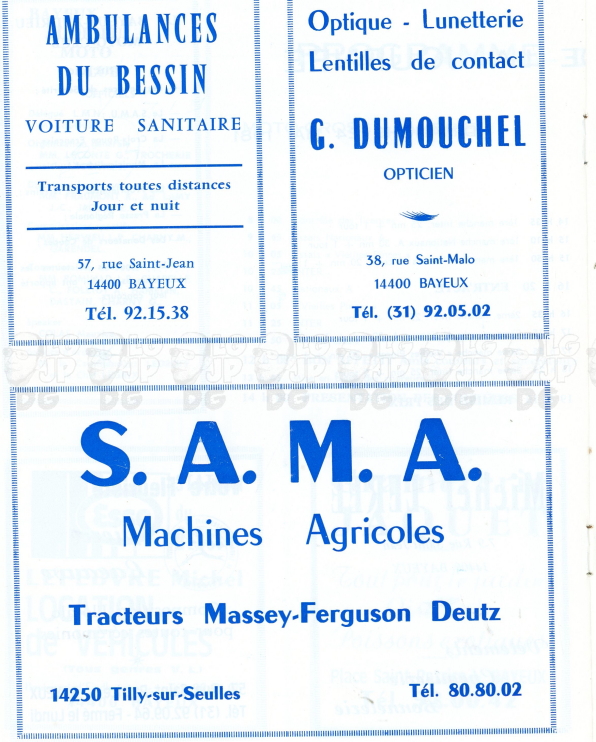 AMBULANCES
DU BESSIN
VOITURE SANITAIRE
Transports toutes distances
Jour et nuit
57, rue Saint-Jean
14400 BAYEUX
Tél. 92.15.38
Optique - Lunetterie
Lentilles de contact
G. DUMOUCHEL
OPTICIEN
38, rue Saint-Malo
14400 BAYEUX
Tél. (31) 92.05.02
S. A. M. A.
Machines Agricoles
Tracteurs Massey-Ferguson Deutz
14250 Tilly-sur-Seulles
Tél. 80.80.02